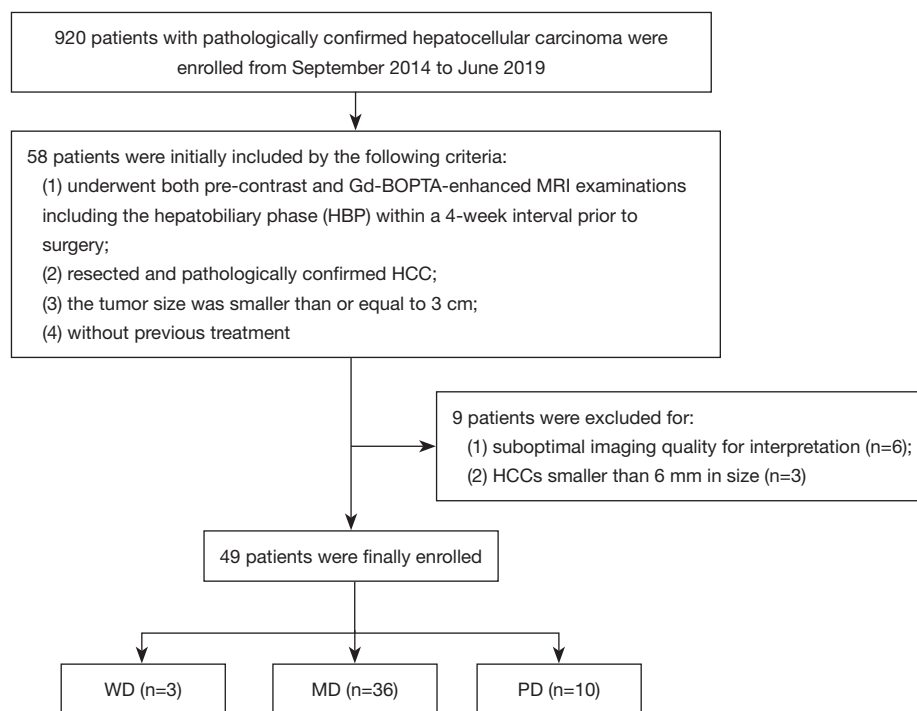 920 patients with pathologically confirmed hepatocellular carcinoma were
enrolled from September 2014 to June 2019
58 patients were initially included by the following criteria:
(1) underwent both pre-contrast and Gd-BOPTA-enhanced MRI examinations
including the hepatobiliary phase (HBP) within a 4-week interval prior to
surgery;
(2) resected and pathologically confirmed HCC;
(3) the tumor size was smaller than or equal to 3 cm;
(4) without previous treatment
9 patients were excluded for:
(1) suboptimal imaging quality for interpretation (n=6);
(2) HCCs smaller than 6 mm in size (n=3)
49 patients were finally enrolled
WD (n=3)
MD (n=36)
PD (n=10)